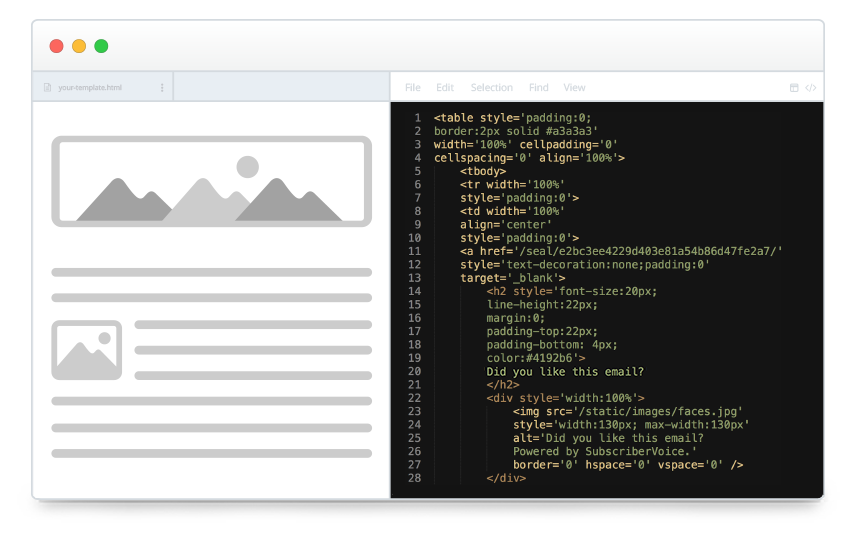 your-templata.html
File Edit Selection Find View
</>
1 <table style='padding:0;
2 border:2px solid #a3a3a3'
3 width='100%' cellpadding='0'
4 cellspacing='0' align='100%'>
5 <tbody>
6 <tr width='100%'
7 style='padding:0'>
8 <td width='100%'
9 align='center'
10 style='padding:0'>
11 <a href='/seal/e2bc3ee4229d403e81a54b86d47fe2a7/'
12 style='text-decoration:none;padding:0'
13 target='_blank'>
14 <h2 style='font-size:20px;
15 line-height:22px;
16 margin:0;
17 padding-top:22px;
18 padding-bottom: 4px;
19 color:#4192b6'>
20 Did you like this email?
21 </h2>
22 <div style='width:100%'>
23 <img src='/static/images/faces.jpg'
24 style='width:130px; max-width:130px'
25 alt='Did you like this email?
26 Powered by SubscriberVoice.'
27 border='0' hspace='0' vspace='0' />
28 </div>